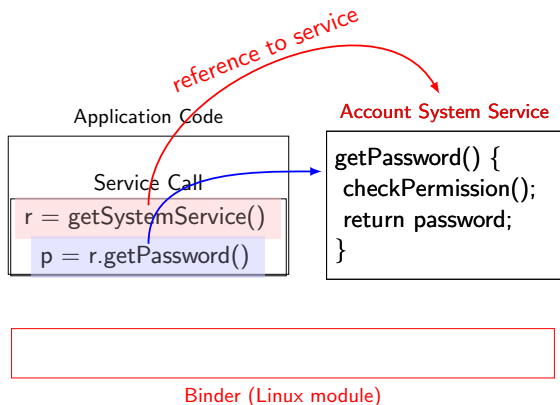 reference to service
Application Code
Account System Service
Service Call
r = getSystemService()
p = r.getPassword()
getPassword() {
checkPermission();
return password;
}
Binder (Linux module)